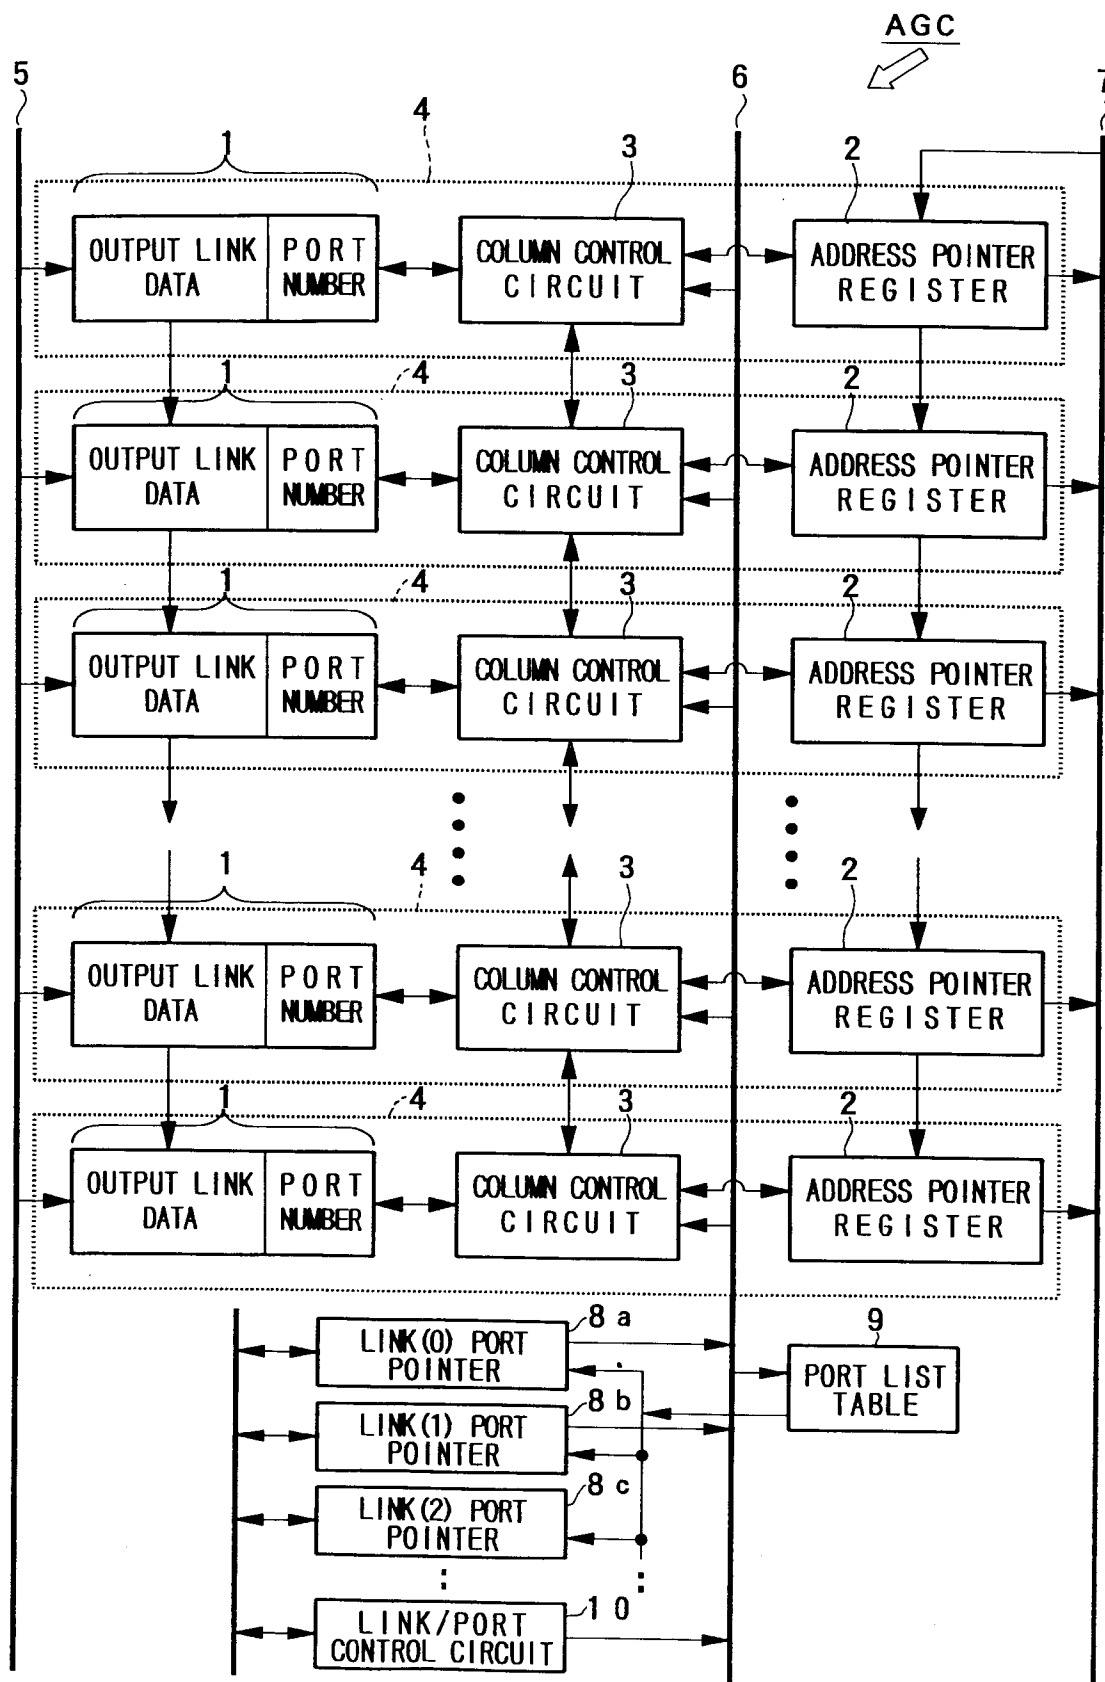 AGC
5
6
7
4
1
3
2
OUTPUT LINK DATA
PORT NUMBER
COLUMN CONTROL CIRCUIT
ADDRESS POINTER REGISTER
1
4
3
2
OUTPUT LINK DATA
PORT NUMBER
COLUMN CONTROL CIRCUIT
ADDRESS POINTER REGISTER
1
4
3
2
OUTPUT LINK DATA
PORT NUMBER
COLUMN CONTROL CIRCUIT
ADDRESS POINTER REGISTER
1
4
3
2
OUTPUT LINK DATA
PORT NUMBER
COLUMN CONTROL CIRCUIT
ADDRESS POINTER REGISTER
1
4
3
2
OUTPUT LINK DATA
PORT NUMBER
COLUMN CONTROL CIRCUIT
ADDRESS POINTER REGISTER
8a
LINK(0) PORT
POINTER
9
PORT LIST
TABLE
8b
LINK(1) PORT
POINTER
8c
LINK(2) PORT
POINTER
10
LINK/PORT
CONTROL CIRCUIT